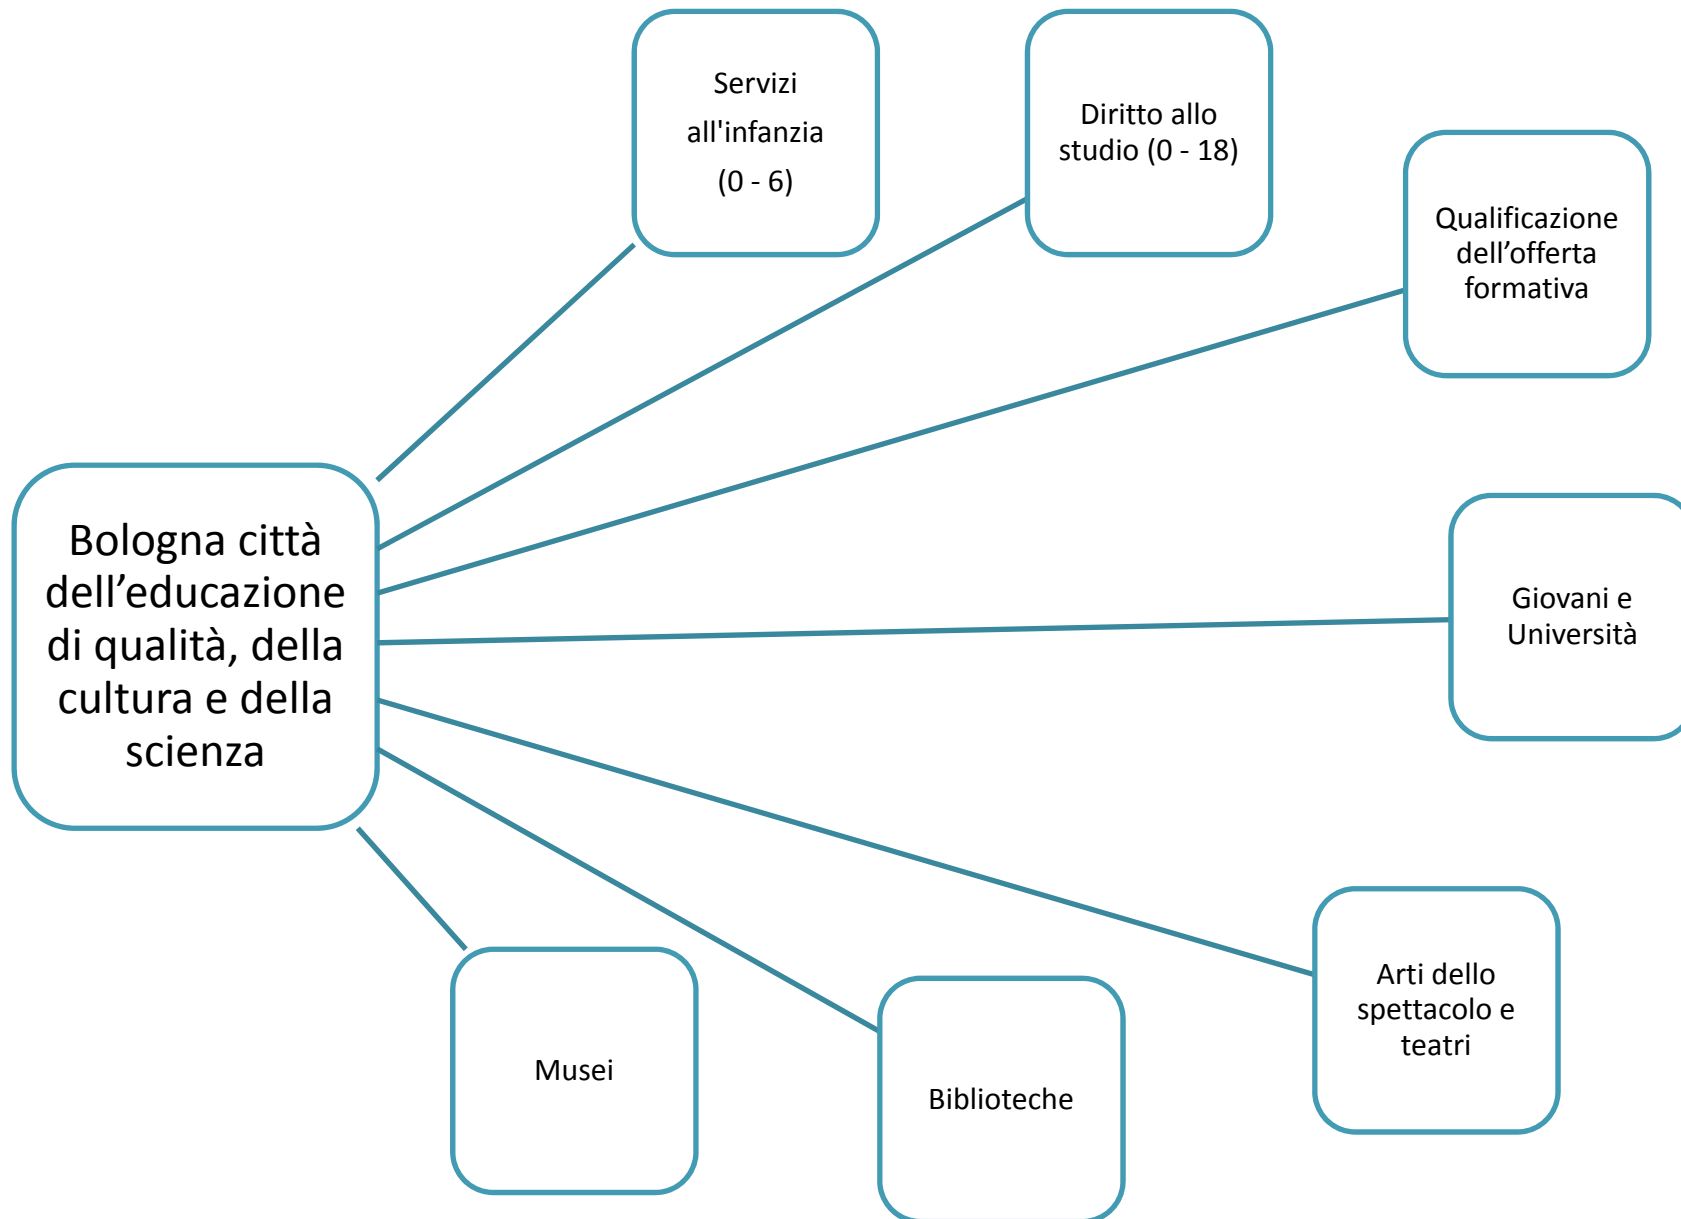 Servizi
all'infanzia
(0 - 6)
Diritto allo
studio (0 - 18)
Qualificazione
dell’offerta
formativa
Bologna città
dell’educazione
di qualità, della
cultura e della
scienza
Giovani e
Università
Arti dello
spettacolo e
teatri
Musei
Biblioteche